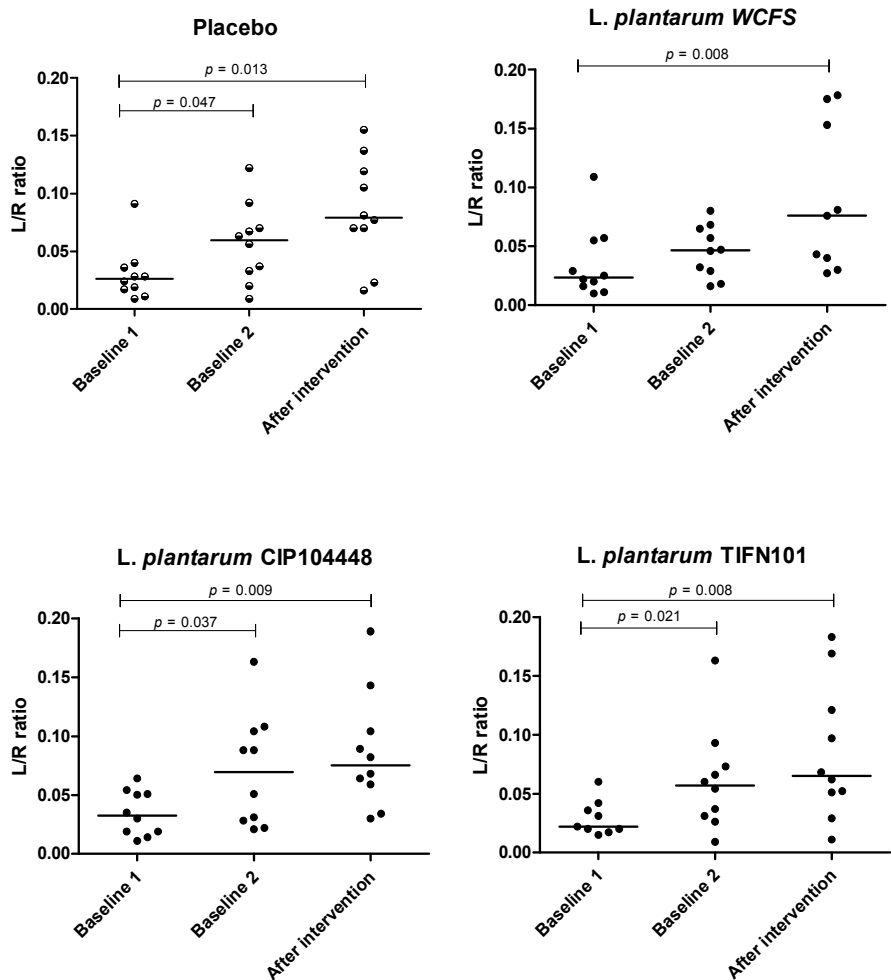 Placebo
p = 0.013
p = 0.047
0.20
0.15
0.10
0.05
0.00
L/R ratio
Baseline 1
Baseline 2
After intervention
L. plantarum WCFS
p = 0.008
0.20
0.15
0.10
0.05
0.00
L/R ratio
Baseline 1
Baseline 2
After intervention
L. plantarum CIP104448
p = 0.009
p = 0.037
0.20
0.15
0.10
0.05
0.00
L/R ratio
Baseline 1
Baseline 2
After intervention
L. plantarum TIFN101
p = 0.008
p = 0.021
0.20
0.15
0.10
0.05
0.00
L/R ratio
Baseline 1
Baseline 2
After intervention